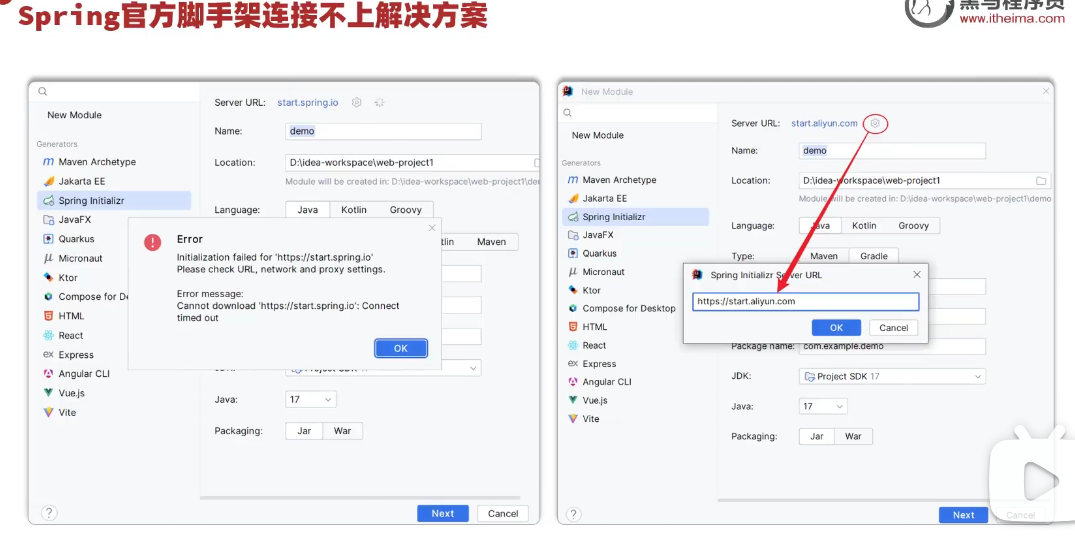 Spring官方脚手架连接不上解决方案
黑马程序员
www.itheima.com
New Module
Generators
Maven Archetype
Jakarta EE
Spring Initializr
JavaFX
Quarkus
Micronaut
Ktor
Compose for De
HTML
React
Express
Angular CLI
Vue.js
Vite
?
Server URL: start.spring.io
Name: demo
Location: D:\idea-workspace\web-project1
Module will be created in: D:\idea-workspace\web-project1\de
Language: Java Kotlin Groovy
Maven
Error
Initialization failed for 'https://start.spring.io'
Please check URL, network and proxy settings.
Error message:
Cannot download 'https://start.spring.io': Connect
timed out
OK
Java: 17
Packaging: Jar War
Next Cancel
New Module
New Module
Generators
Maven Archetype
Jakarta EE
Spring Initializr
JavaFX
Quarkus
Micronaut
Ktor
Compose for Desktop
HTML
React
Express
Angular CLI
Vue.js
Vite
?
Server URL: start.aliyun.com
Name: demo
Location: D:\idea-workspace\web-project1
Module will be created in: D:\idea-workspace\web-project1\demo
Language: Java Kotlin Groovy
Type: Maven Gradle
Spring Initializr Server URL
https://start.aliyun.com
OK Cancel
Package name: com.example.demo
JDK: Project SDK 17
Java: 17
Packaging: Jar War
Next Cancel